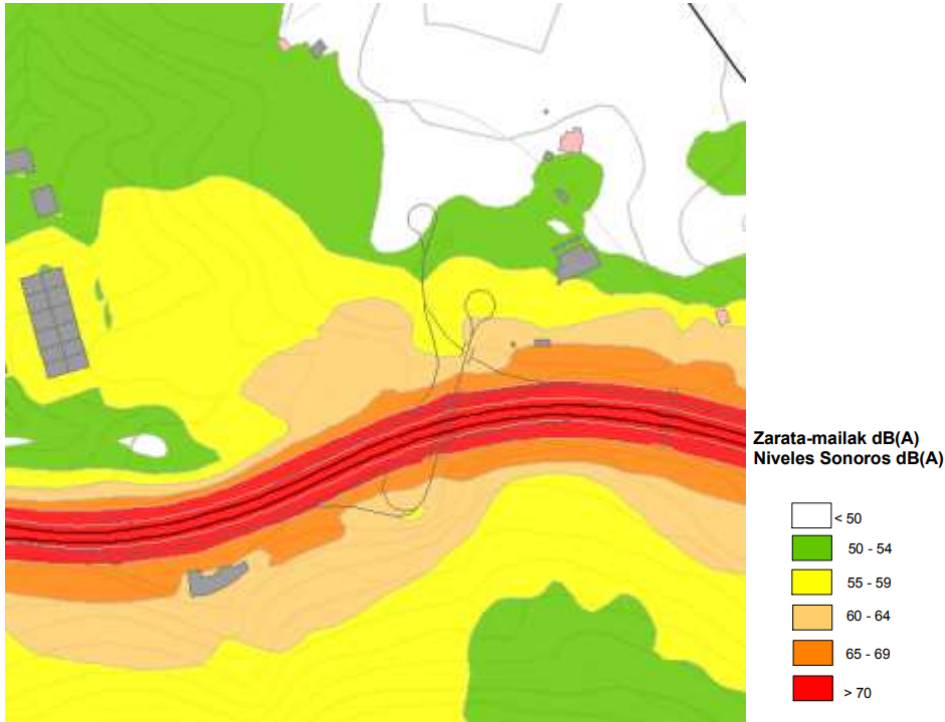 Zarata-mailak dB(A)
Niveles Sonoros dB(A)
< 50
50 - 54
55 - 59
60 - 64
65 - 69
> 70